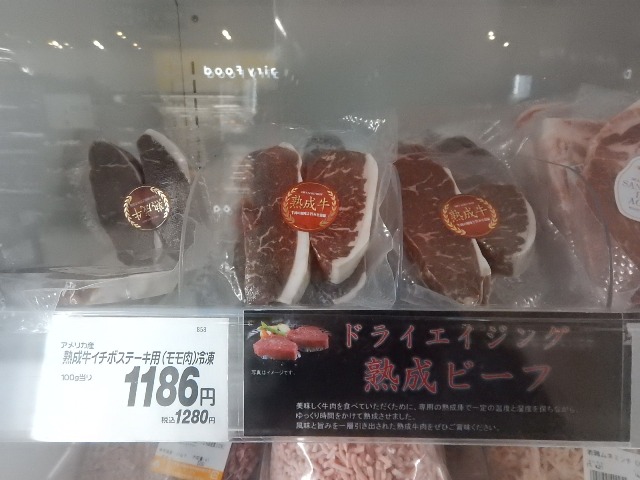 熟成牛
熟成牛
熟成牛
858
アメリカ産
熟成牛イチボステーキ用(モモ肉)冷凍
100g当り
1186円
税込1280円
ドライエイジング
熟成ビーフ
写真はイメージです。
美味しく牛肉を食べていただくために、専用の熟成庫で一定の温度と湿度を保ちながら
ゆっくり時間をかけて熟成させました。
風味と旨みを一層引き出された熟成牛肉をぜひご賞味ください。